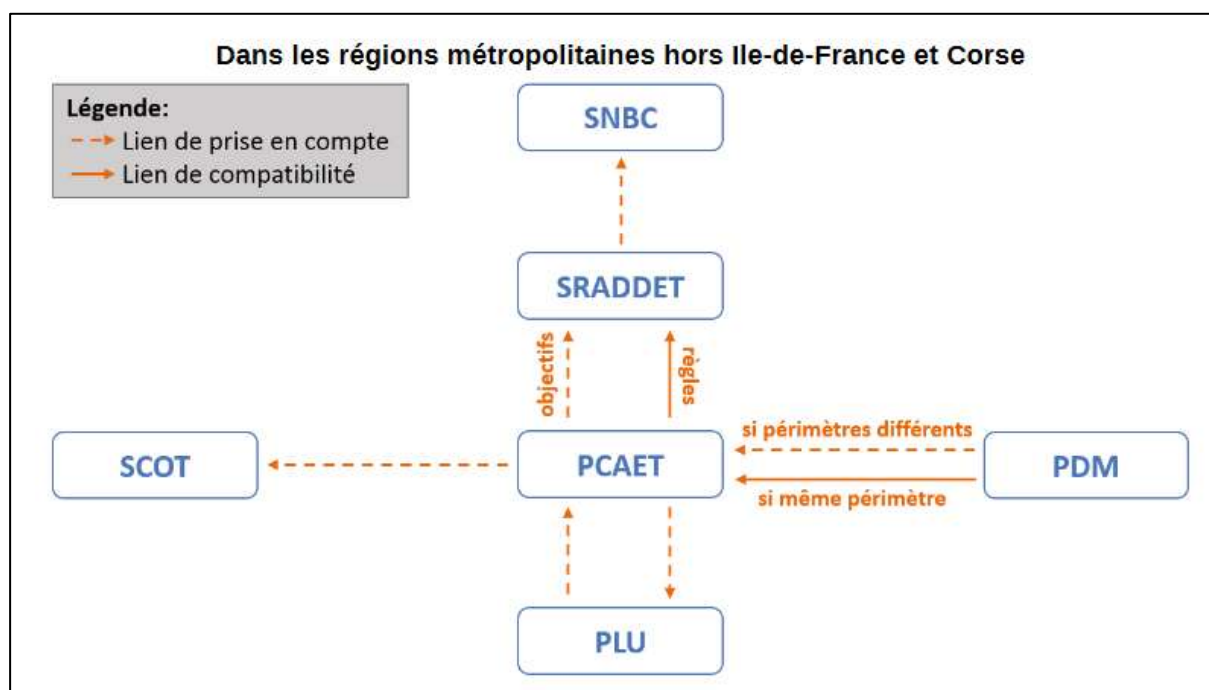 Dans les régions métropolitaines hors Ile-de-France et Corse
Légende:
Lien de prise en compte
Lien de compatibilité
SNBC
SRADDET
objectifs
règles
SCOT
PCAET
si périmètres différents
si même périmètre
PDM
PLU